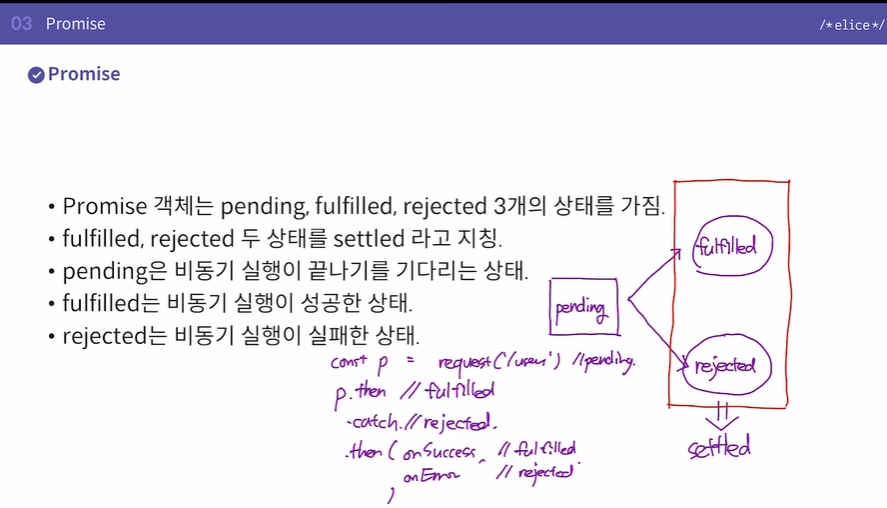 03 Promise
/*elice*/
Promise
• Promise 객체는 pending, fulfilled, rejected 3개의 상태를 가짐.
• fulfilled, rejected 두 상태를 settled 라고 지칭.
• pending은 비동기 실행이 끝나기를 기다리는 상태.
• fulfilled는 비동기 실행이 성공한 상태.
• rejected는 비동기 실행이 실패한 상태.
const p = request('/users') //pending.
p.then // fulfilled
.catch // rejected.
.then ( onSuccess, // fulfilled
onError // rejected
)
pending
fulfilled
rejected
settled